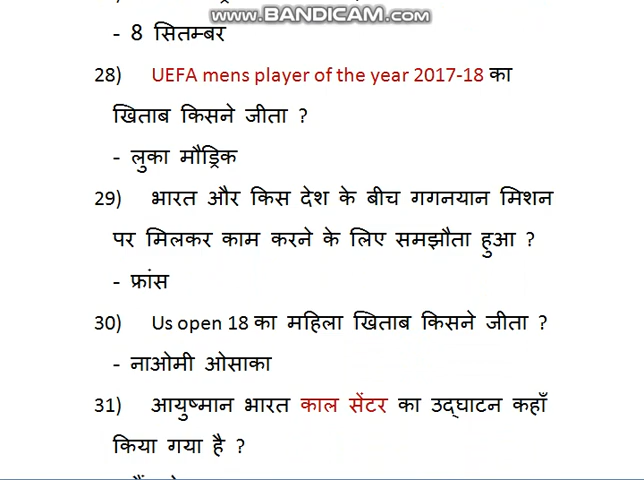 www.BANDICAM.com
- 8 सितम्बर
28) UEFA mens player of the year 2017-18 का
खिताब किसने जीता ?
- लुका मौड्रिक
29) भारत और किस देश के बीच गगनयान मिशन
पर मिलकर काम करने के लिए समझौता हुआ ?
- फ्रांस
30) Us open 18 का महिला खिताब किसने जीता ?
- नाओमी ओसाका
31) आयुष्मान भारत काल सेंटर का उद्घाटन कहाँ
किया गया है ?